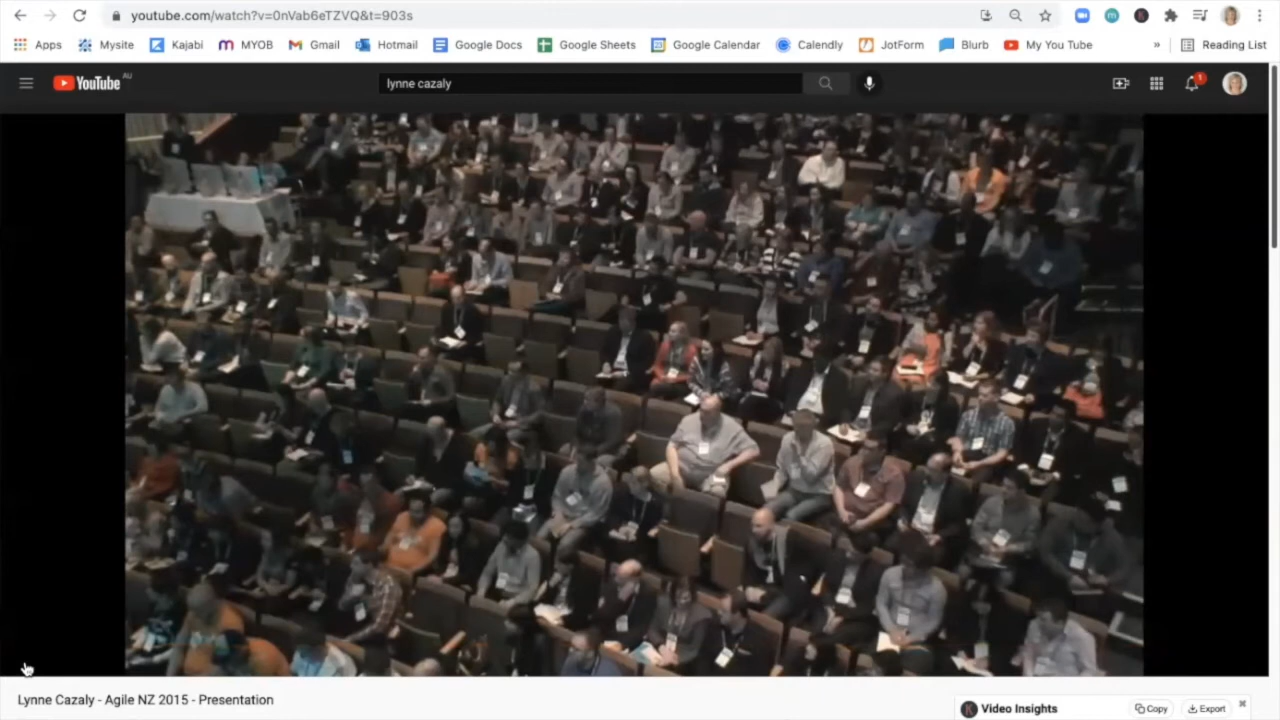 youtube.com/watch?v=0nVab6eTZVQ&t=903s
Apps Mysite Kajabi MYOB Gmail Hotmail Google Docs Google Sheets Google Calendar Calendly JotForm Blurb My You Tube » Reading List
YouTube AU lynne cazaly 1
Lynne Cazaly - Agile NZ 2015 - Presentation
K Video Insights Copy Export